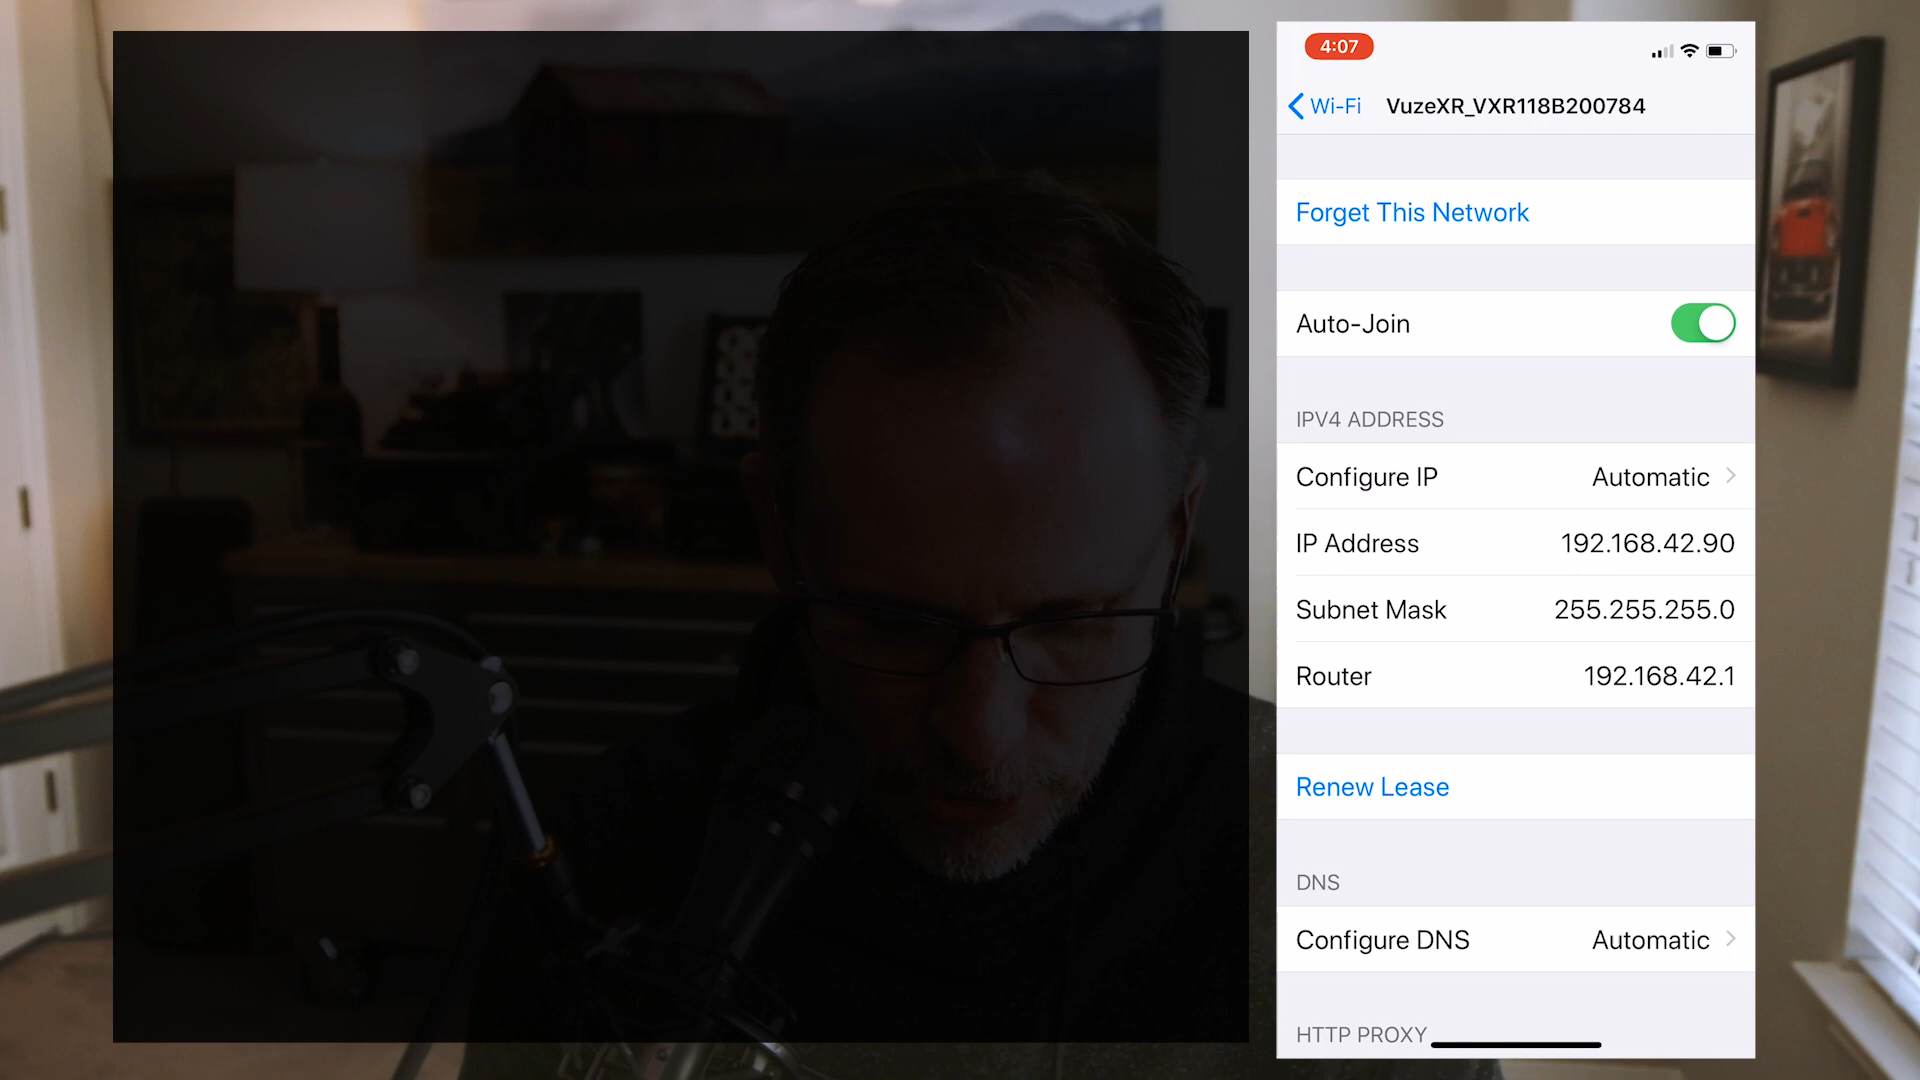 4:07
Wi-Fi VuzeXR_VXR118B200784
Forget This Network
Auto-Join
IPV4 ADDRESS
Configure IP Automatic
IP Address 192.168.42.90
Subnet Mask 255.255.255.0
Router 192.168.42.1
Renew Lease
DNS
Configure DNS Automatic
HTTP PROXY